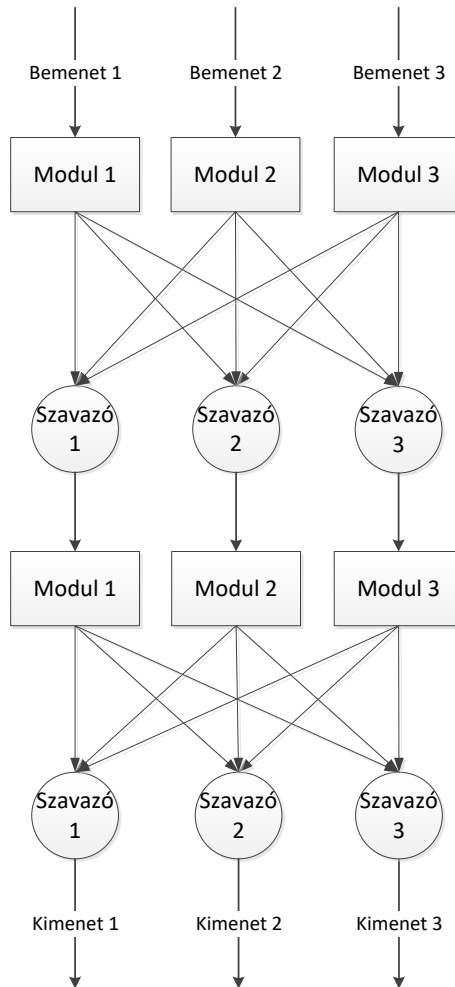 Bemenet 1
Bemenet 2
Bemenet 3
Modul 1
Modul 2
Modul 3
Szavazó
1
Szavazó
2
Szavazó
3
Modul 1
Modul 2
Modul 3
Szavazó
1
Szavazó
2
Szavazó
3
Kimenet 1
Kimenet 2
Kimenet 3